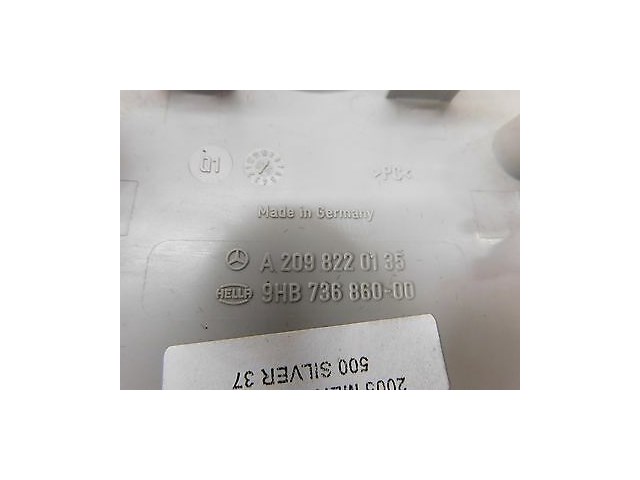 01 >PC<
Made in Germany
A 209 822 01 35
HELLA 9HB 736 860-00
500 SILVER 37